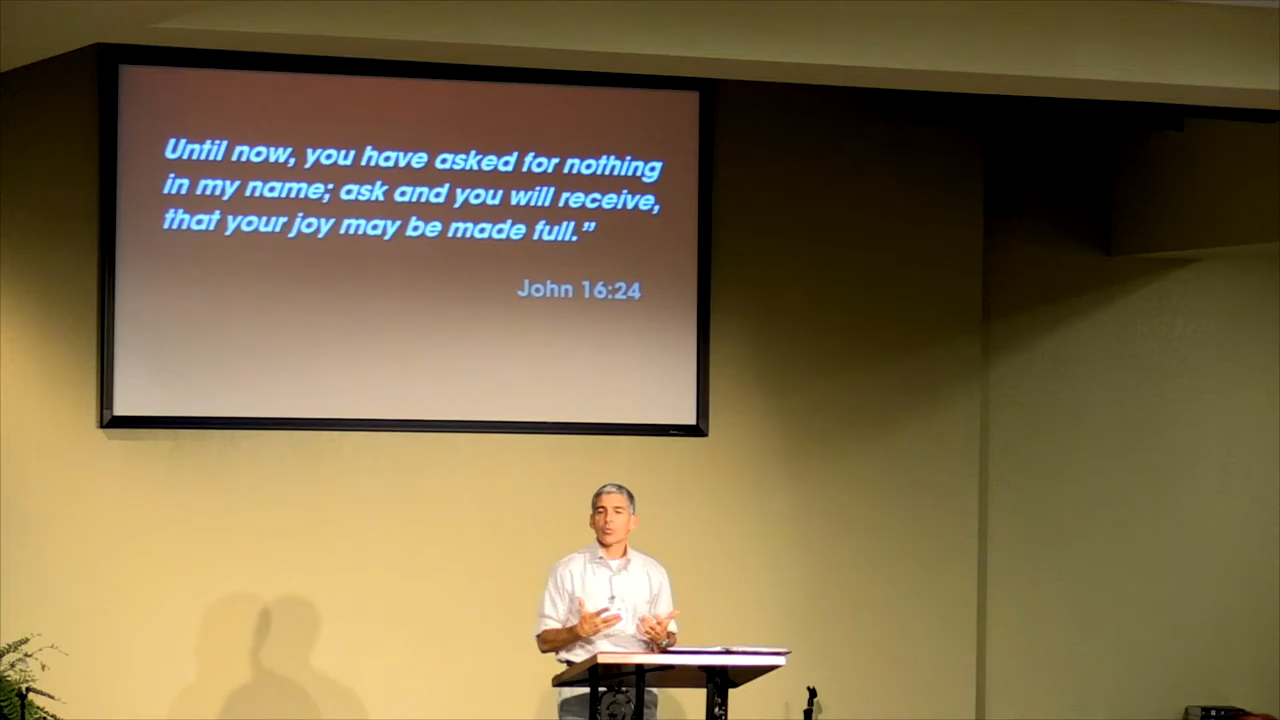 Until now, you have asked for nothing
in my name; ask and you will receive,
that your joy may be made full.”
John 16:24